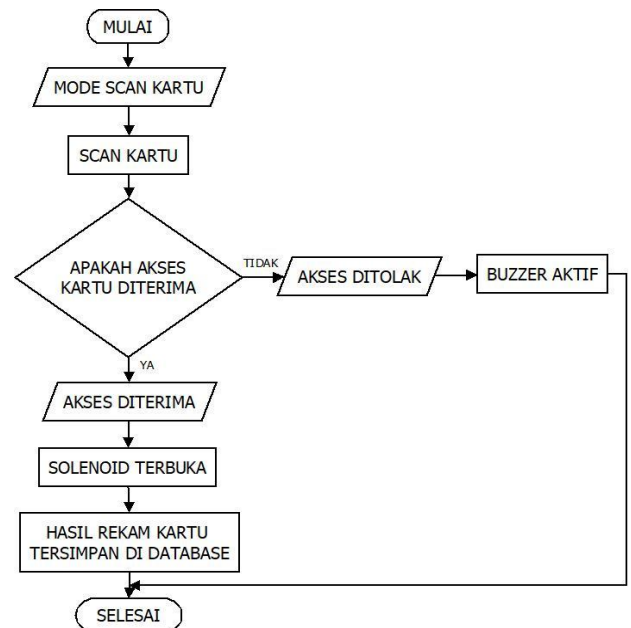 MULAI
MODE SCAN KARTU
SCAN KARTU
APAKAH AKSES
KARTU DITERIMA
TIDAK
AKSES DITOLAK
BUZZER AKTIF
YA
AKSES DITERIMA
SOLENOID TERBUKA
HASIL REKAM KARTU
TERSIMPAN DI DATABASE
SELESAI